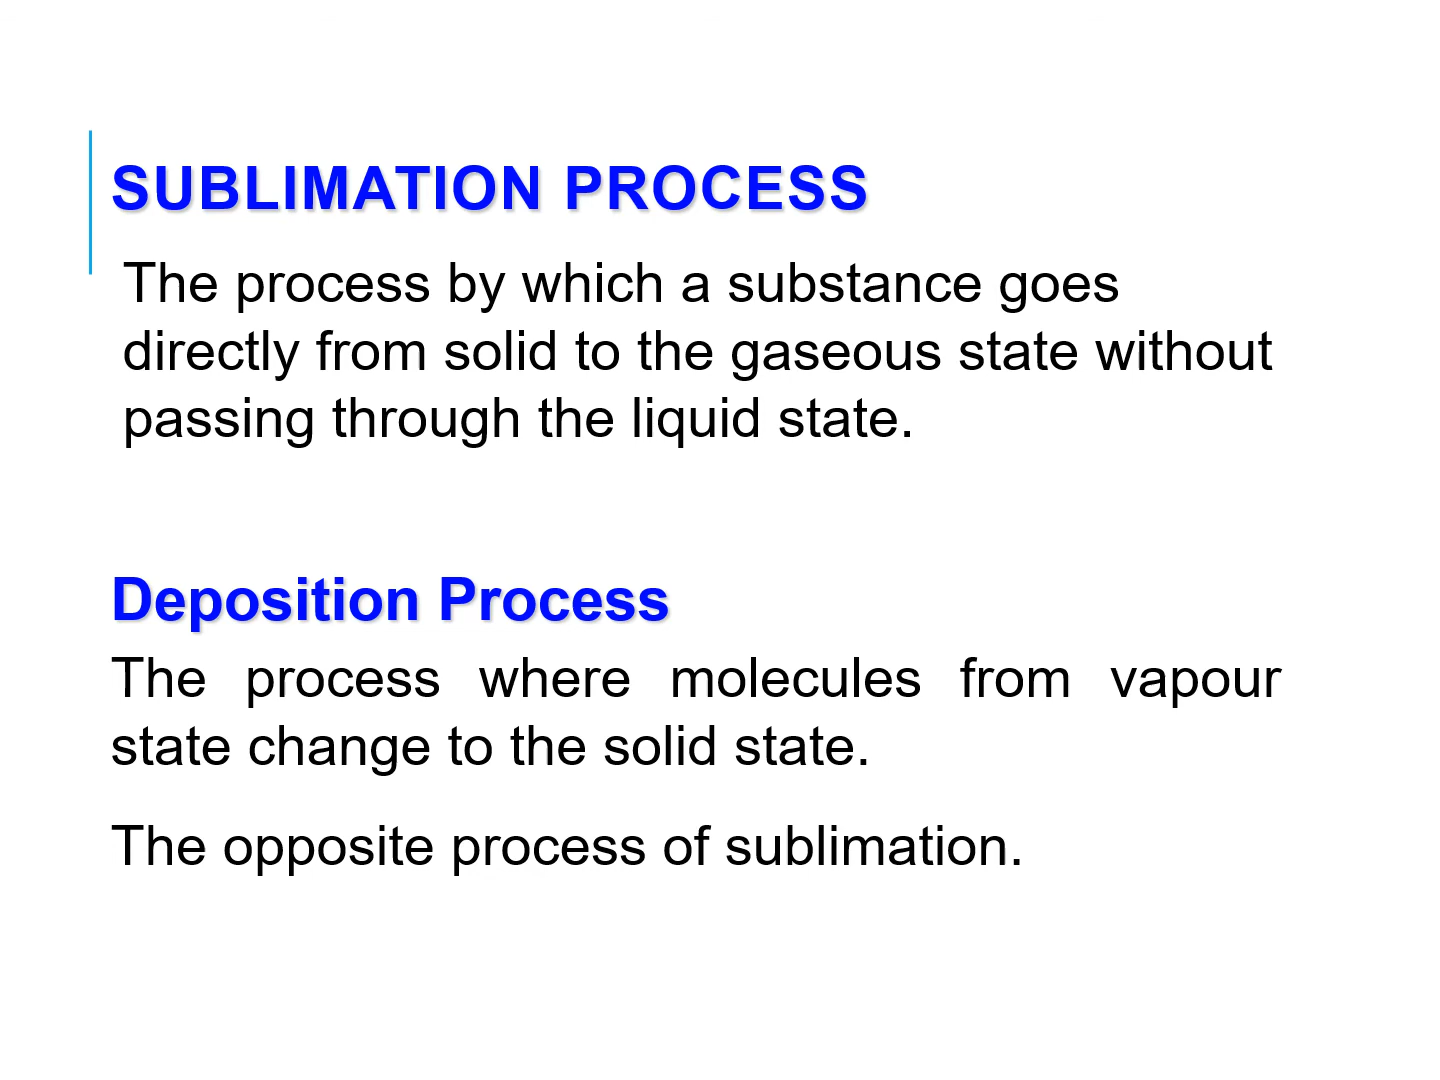 SUBLIMATION PROCESS
The process by which a substance goes
directly from solid to the gaseous state without
passing through the liquid state.
Deposition Process
The process where molecules from vapour
state change to the solid state.
The opposite process of sublimation.